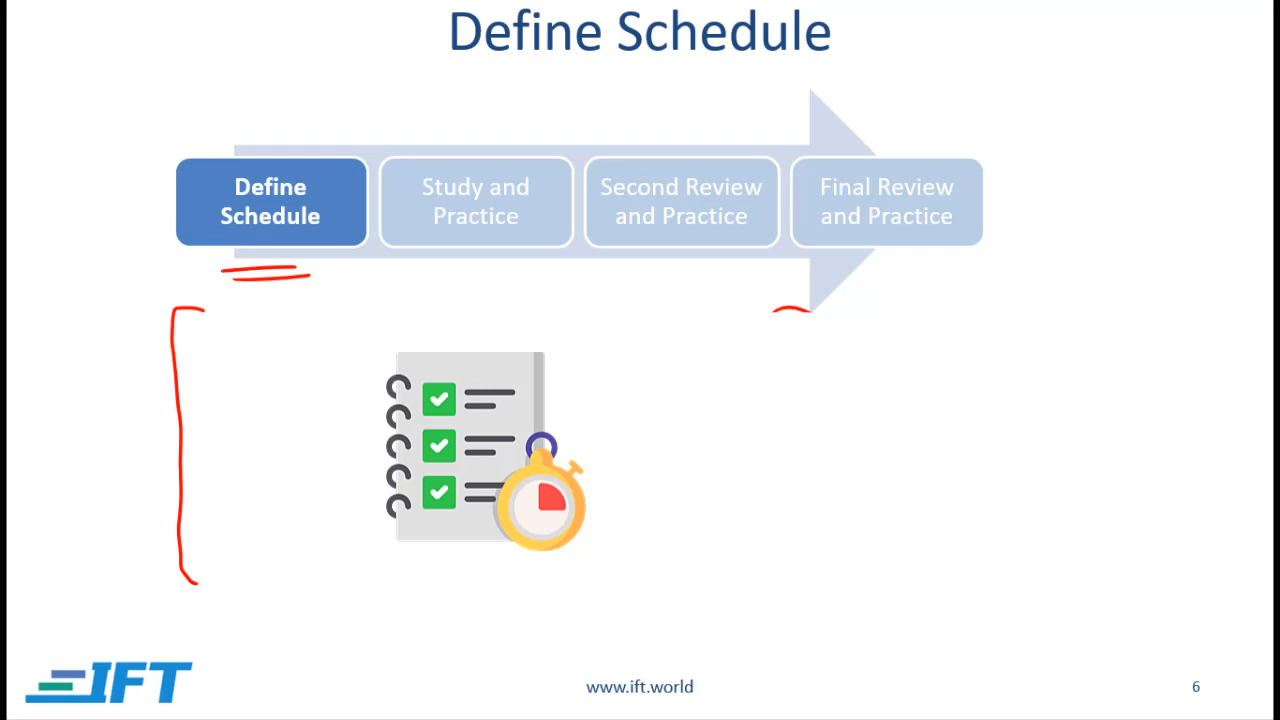 Define Schedule
Define
Schedule
Study and
Practice
Second Review
and Practice
Final Review
and Practice
IFT
www.ift.world
6